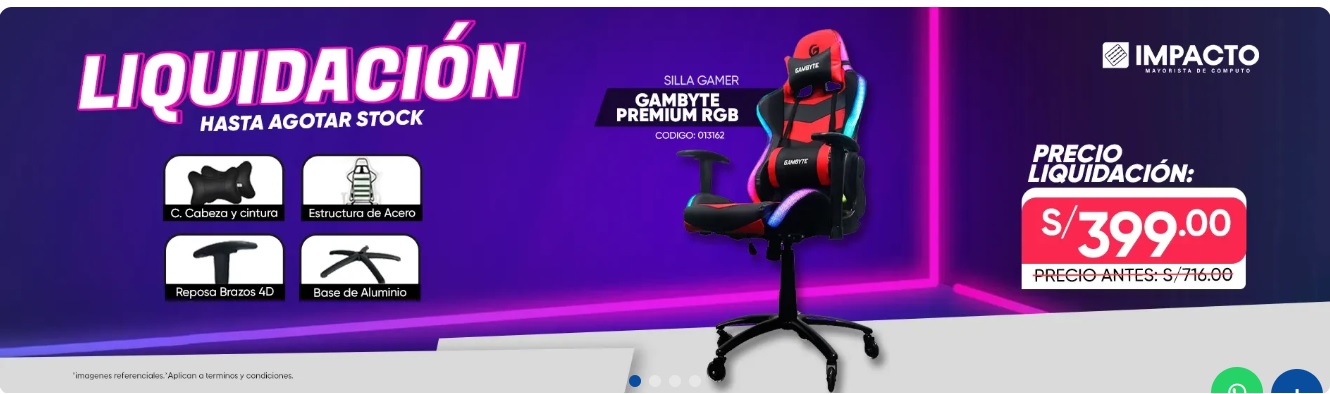 LIQUIDACIÓN
HASTA AGOTAR STOCK
C. Cabeza y cintura
Estructura de Acero
Reposa Brazos 4D
Base de Aluminio
*imagenes referenciales.*Aplican a terminos y condiciones.
SILLA GAMER
GAMBYTE
PREMIUM RGB
CODIGO: 013162
G
GAMBYTE
GAMBYTE
IMPACTO
MAYORISTA DE COMPUTO
PRECIO
LIQUIDACIÓN:
S/399.00
PRECIO ANTES: S/716.00